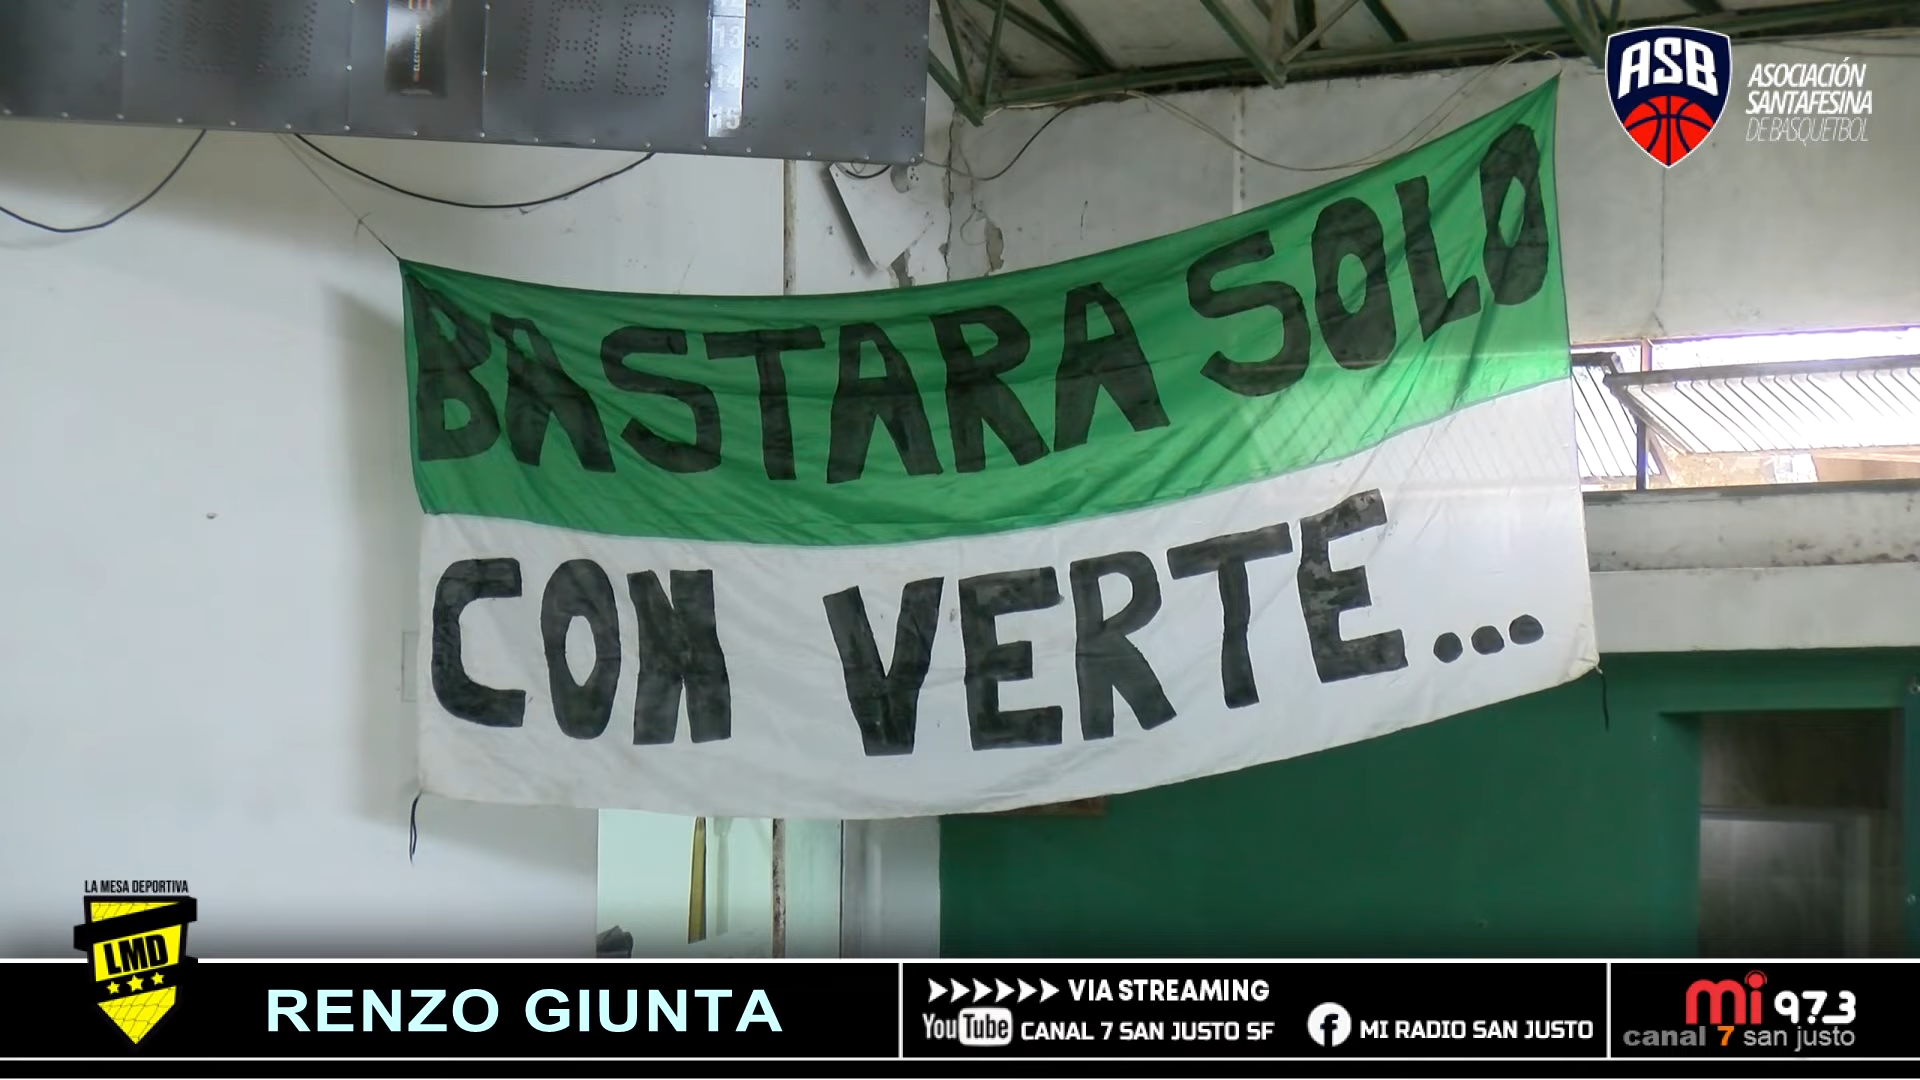 ASB
ASOCIACIÓN
SANTAFESINA
DE BASQUETBOL
BASTARA SOLO
CON VERTE...
LA MESA DEPORTIVA
LMD
RENZO GIUNTA
VIA STREAMING
YouTube CANAL 7 SAN JUSTO SF
f MI RADIO SAN JUSTO
mi 97.3
canal 7 san justo